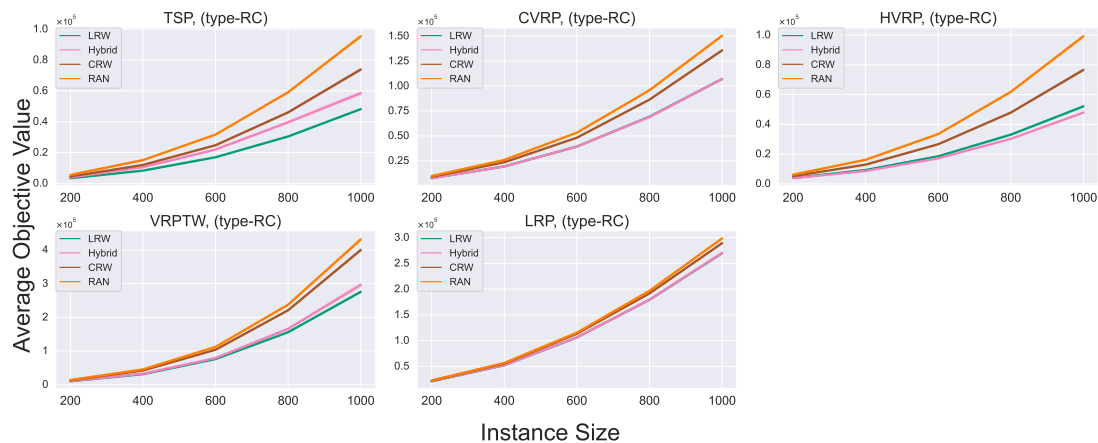 TSP, (type-RC)
×10⁵
1.0
0.8
0.6
0.4
0.2
0.0
LRW
Hybrid
CRW
RAN
200 400 600 800 1000
CVRP, (type-RC)
×10⁵
1.50
1.25
1.00
0.75
0.50
0.25
LRW
Hybrid
CRW
RAN
200 400 600 800 1000
HVRP, (type-RC)
×10⁵
1.0
0.8
0.6
0.4
0.2
0.0
LRW
Hybrid
CRW
RAN
200 400 600 800 1000
Average Objective Value
VRPTW, (type-RC)
×10⁵
4
3
2
1
0
LRW
Hybrid
CRW
RAN
200 400 600 800 1000
LRP, (type-RC)
×10⁵
3.0
2.5
2.0
1.5
1.0
0.5
LRW
Hybrid
CRW
RAN
200 400 600 800 1000
Instance Size